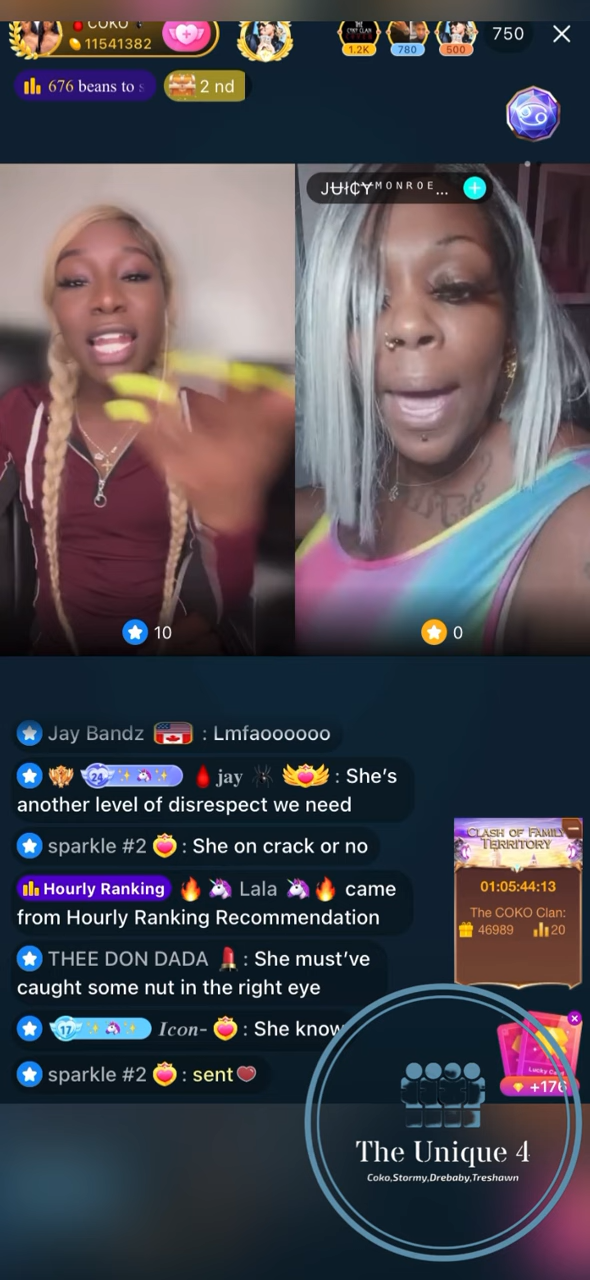 COKO
11541382
1.2K
780
500
750
676 beans to s
2 nd
JUICY MONROE...
10
0
Jay Bandz : Lmfaoooooo
24 jay : She's
another level of disrespect we need
sparkle #2 : She on crack or no
Hourly Ranking Lala came
from Hourly Ranking Recommendation
THEE DON DADA : She must've
caught some nut in the right eye
17 Icon- : She know
sparkle #2 : sent
CLASH OF FAMILY
TERRITORY
01:05:44:13
The COKO Clan:
46989 20
+176
The Unique 4
Coko,Stormy,Drebaby,Treshawn